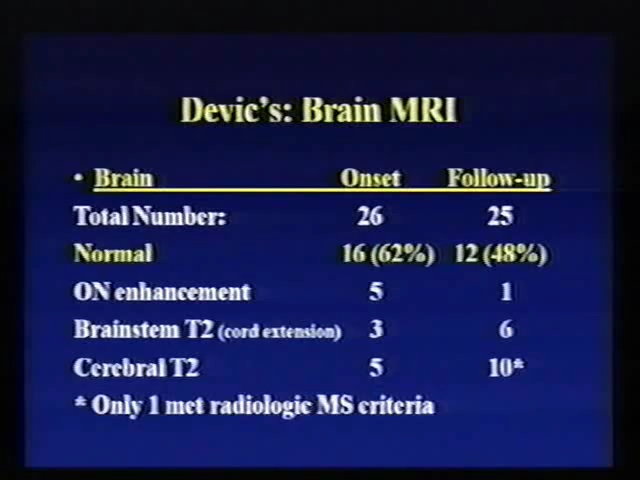 Devic's: Brain MRI
• Brain Onset Follow-up
Total Number: 26 25
Normal 16 (62%) 12 (48%)
ON enhancement 5 1
Brainstem T2 (cord extension) 3 6
Cerebral T2 5 10*
* Only 1 met radiologic MS criteria